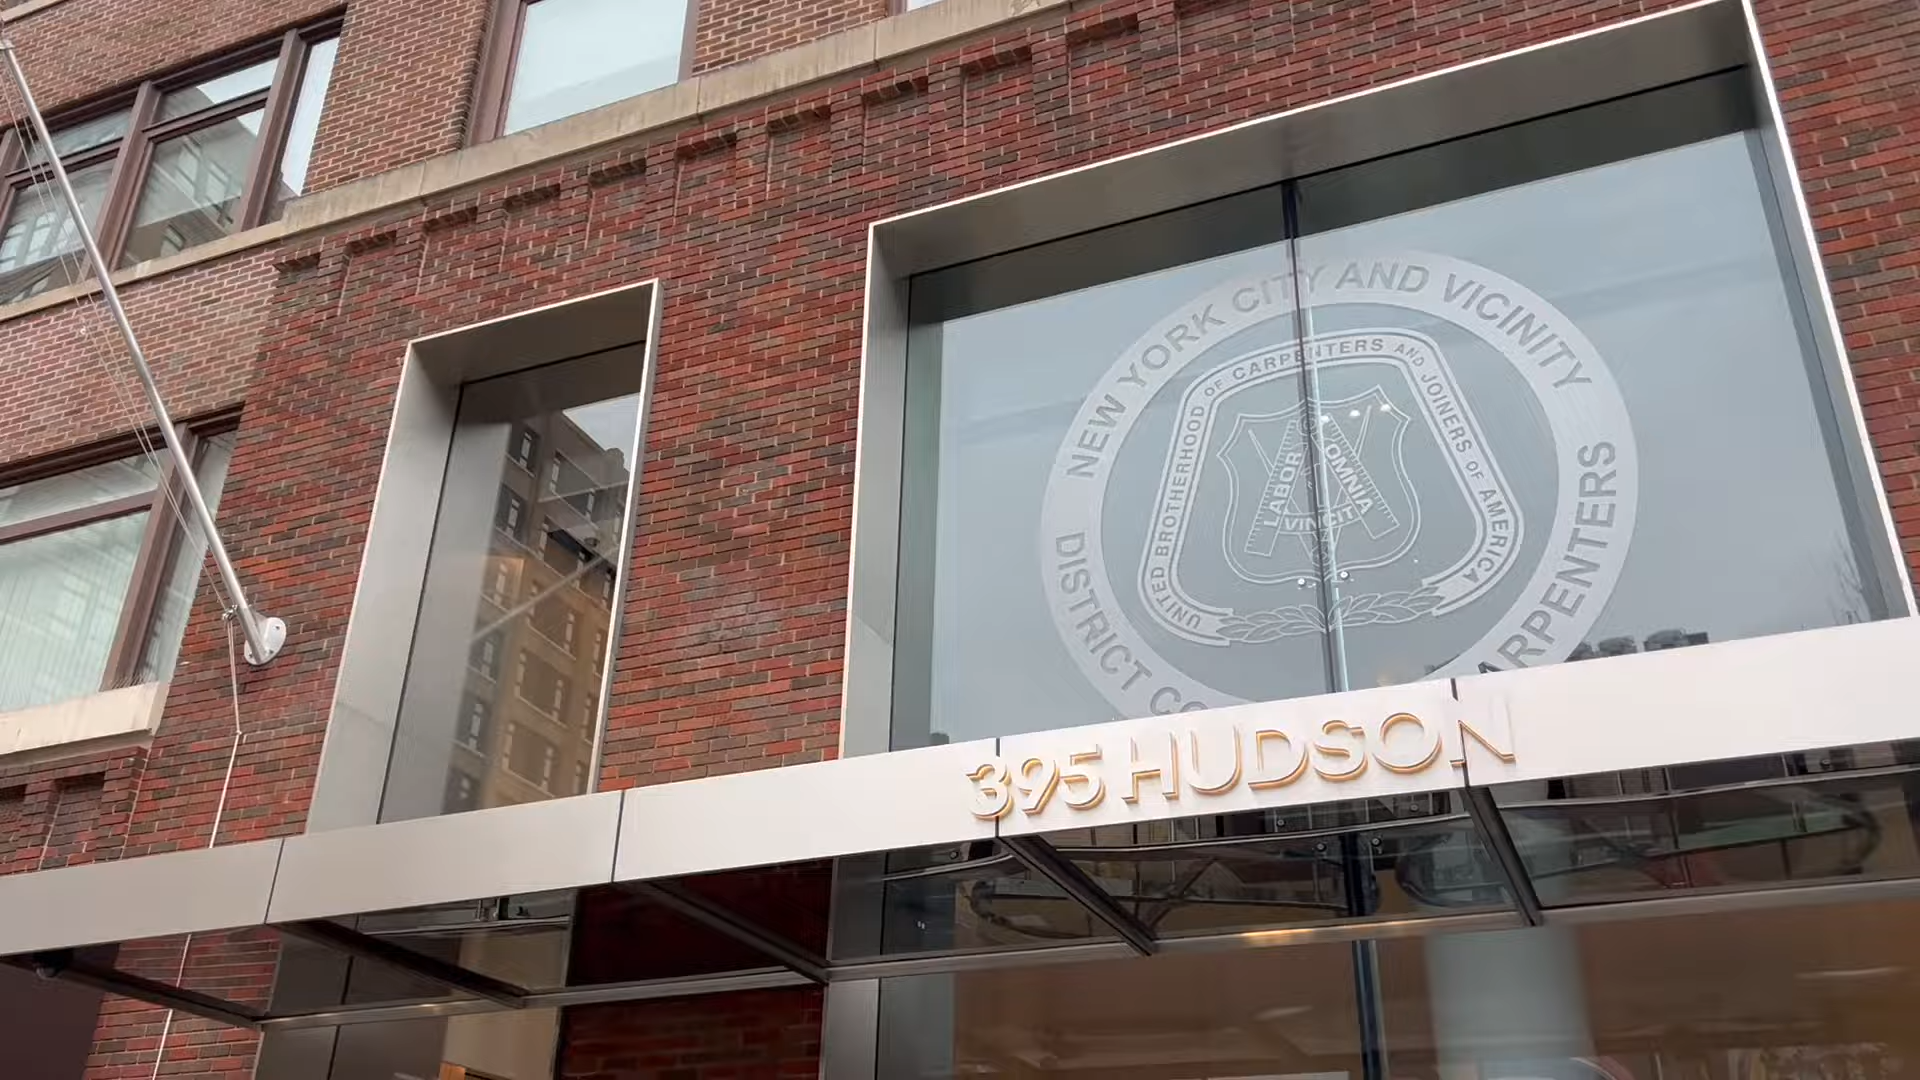 NEW YORK CITY AND VICINITY
DISTRICT
CARPENTERS
UNITED BROTHERHOOD OF CARPENTERS AND JOINERS OF AMERICA
LABOR
OMNIA
VINCIT
395 HUDSON